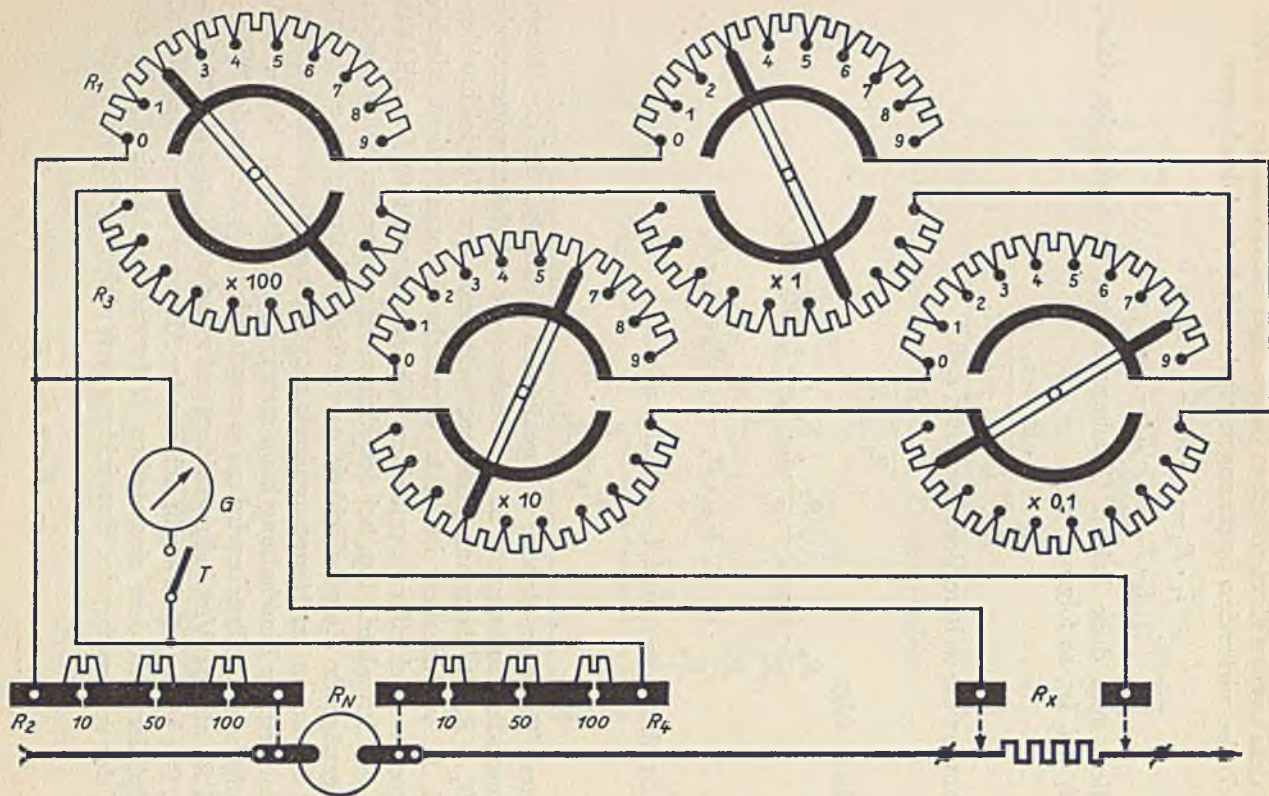 R1 0 1 3 4 5 6 7 8 9
0 1 2 4 5 6 7 8 9
R3 x 100
x 1
0 1 2 3 4 5 7 8 9
0 1 2 3 4 5 6 7 9
x 10
x 0,1
G
T
RN
RX
R2 10 50 100
10 50 100 R4